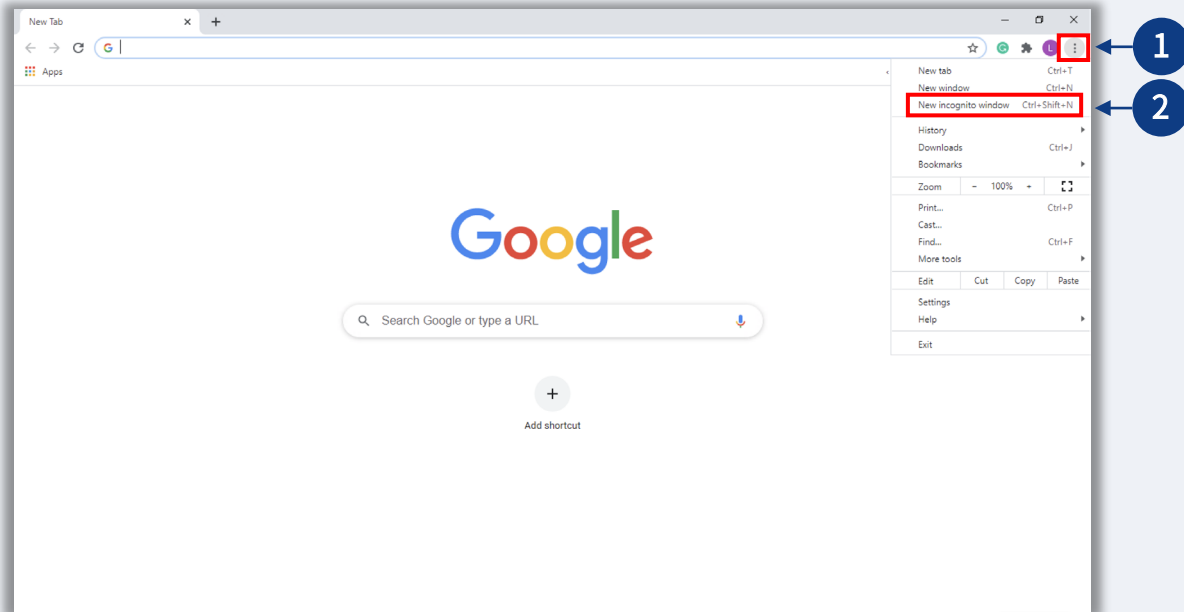 New Tab
G
L
1
Apps
New tab Ctrl+T
New window Ctrl+N
New incognito window Ctrl+Shift+N
2
History
Downloads Ctrl+J
Bookmarks
Zoom - 100% +
Print... Ctrl+P
Cast...
Find... Ctrl+F
More tools
Edit Cut Copy Paste
Settings
Help
Exit
Google
Search Google or type a URL
Add shortcut